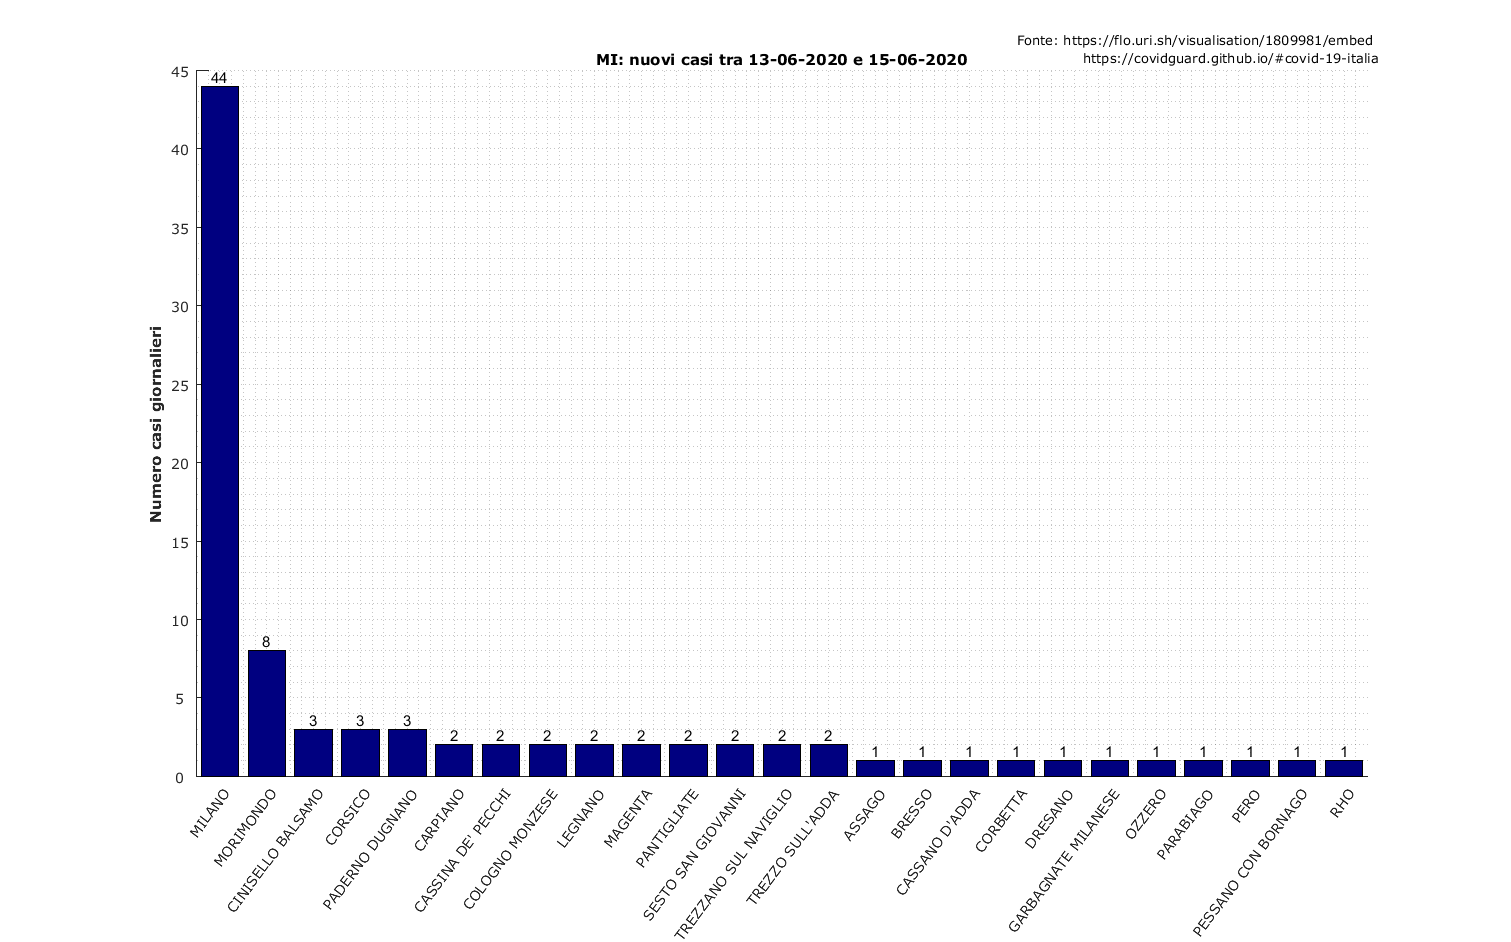 Fonte: https://flo.uri.sh/visualisation/1809981/embed
https://covidguard.github.io/#covid-19-italia
MI: nuovi casi tra 13-06-2020 e 15-06-2020
Numero casi giornalieri
45
40
35
30
25
20
15
10
5
0
44
8
3
3
3
2
2
2
2
2
2
2
2
2
1
1
1
1
1
1
1
1
1
1
1
MILANO
MORIMONDO
CINISELLO BALSAMO
CORSICO
PADERNO DUGNANO
CARPIANO
CASSINA DE' PECCHI
COLOGNO MONZESE
LEGNANO
MAGENTA
PANTIGLIATE
SESTO SAN GIOVANNI
TREZZANO SUL NAVIGLIO
TREZZO SULL'ADDA
ASSAGO
BRESSO
CASSANO D'ADDA
CORBETTA
DRESANO
GARBAGNATE MILANESE
OZZERO
PARABIAGO
PERO
PESSANO CON BORNAGO
RHO